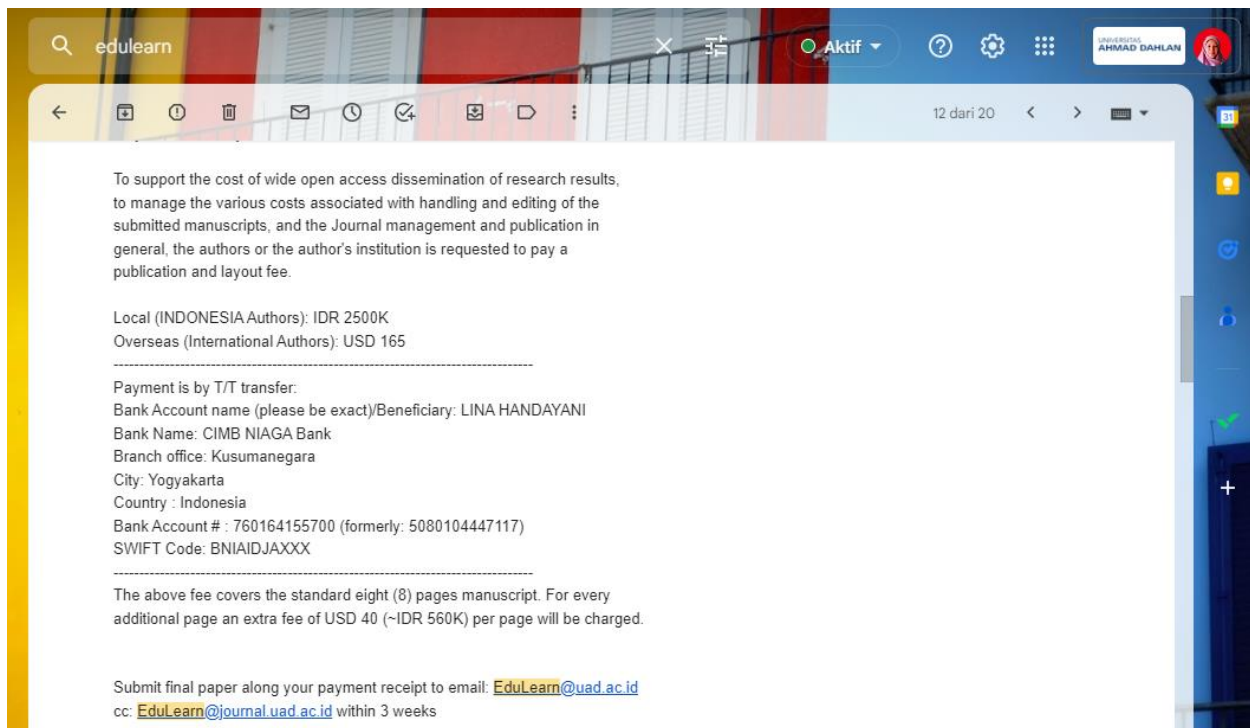 edulearn
Aktif
UNIVERSITAS
AHMAD DAHLAN
12 dari 20
31
To support the cost of wide open access dissemination of research results,
to manage the various costs associated with handling and editing of the
submitted manuscripts, and the Journal management and publication in
general, the authors or the author's institution is requested to pay a
publication and layout fee.
Local (INDONESIA Authors): IDR 2500K
Overseas (International Authors): USD 165
--------------------------------------------------------------------------------
Payment is by T/T transfer:
Bank Account name (please be exact)/Beneficiary: LINA HANDAYANI
Bank Name: CIMB NIAGA Bank
Branch office: Kusumanegara
City: Yogyakarta
Country : Indonesia
Bank Account # : 760164155700 (formerly: 5080104447117)
SWIFT Code: BNIAIDJAXXX
--------------------------------------------------------------------------------
The above fee covers the standard eight (8) pages manuscript. For every
additional page an extra fee of USD 40 (~IDR 560K) per page will be charged.
Submit final paper along your payment receipt to email: EduLearn@uad.ac.id
cc: EduLearn@journal.uad.ac.id within 3 weeks